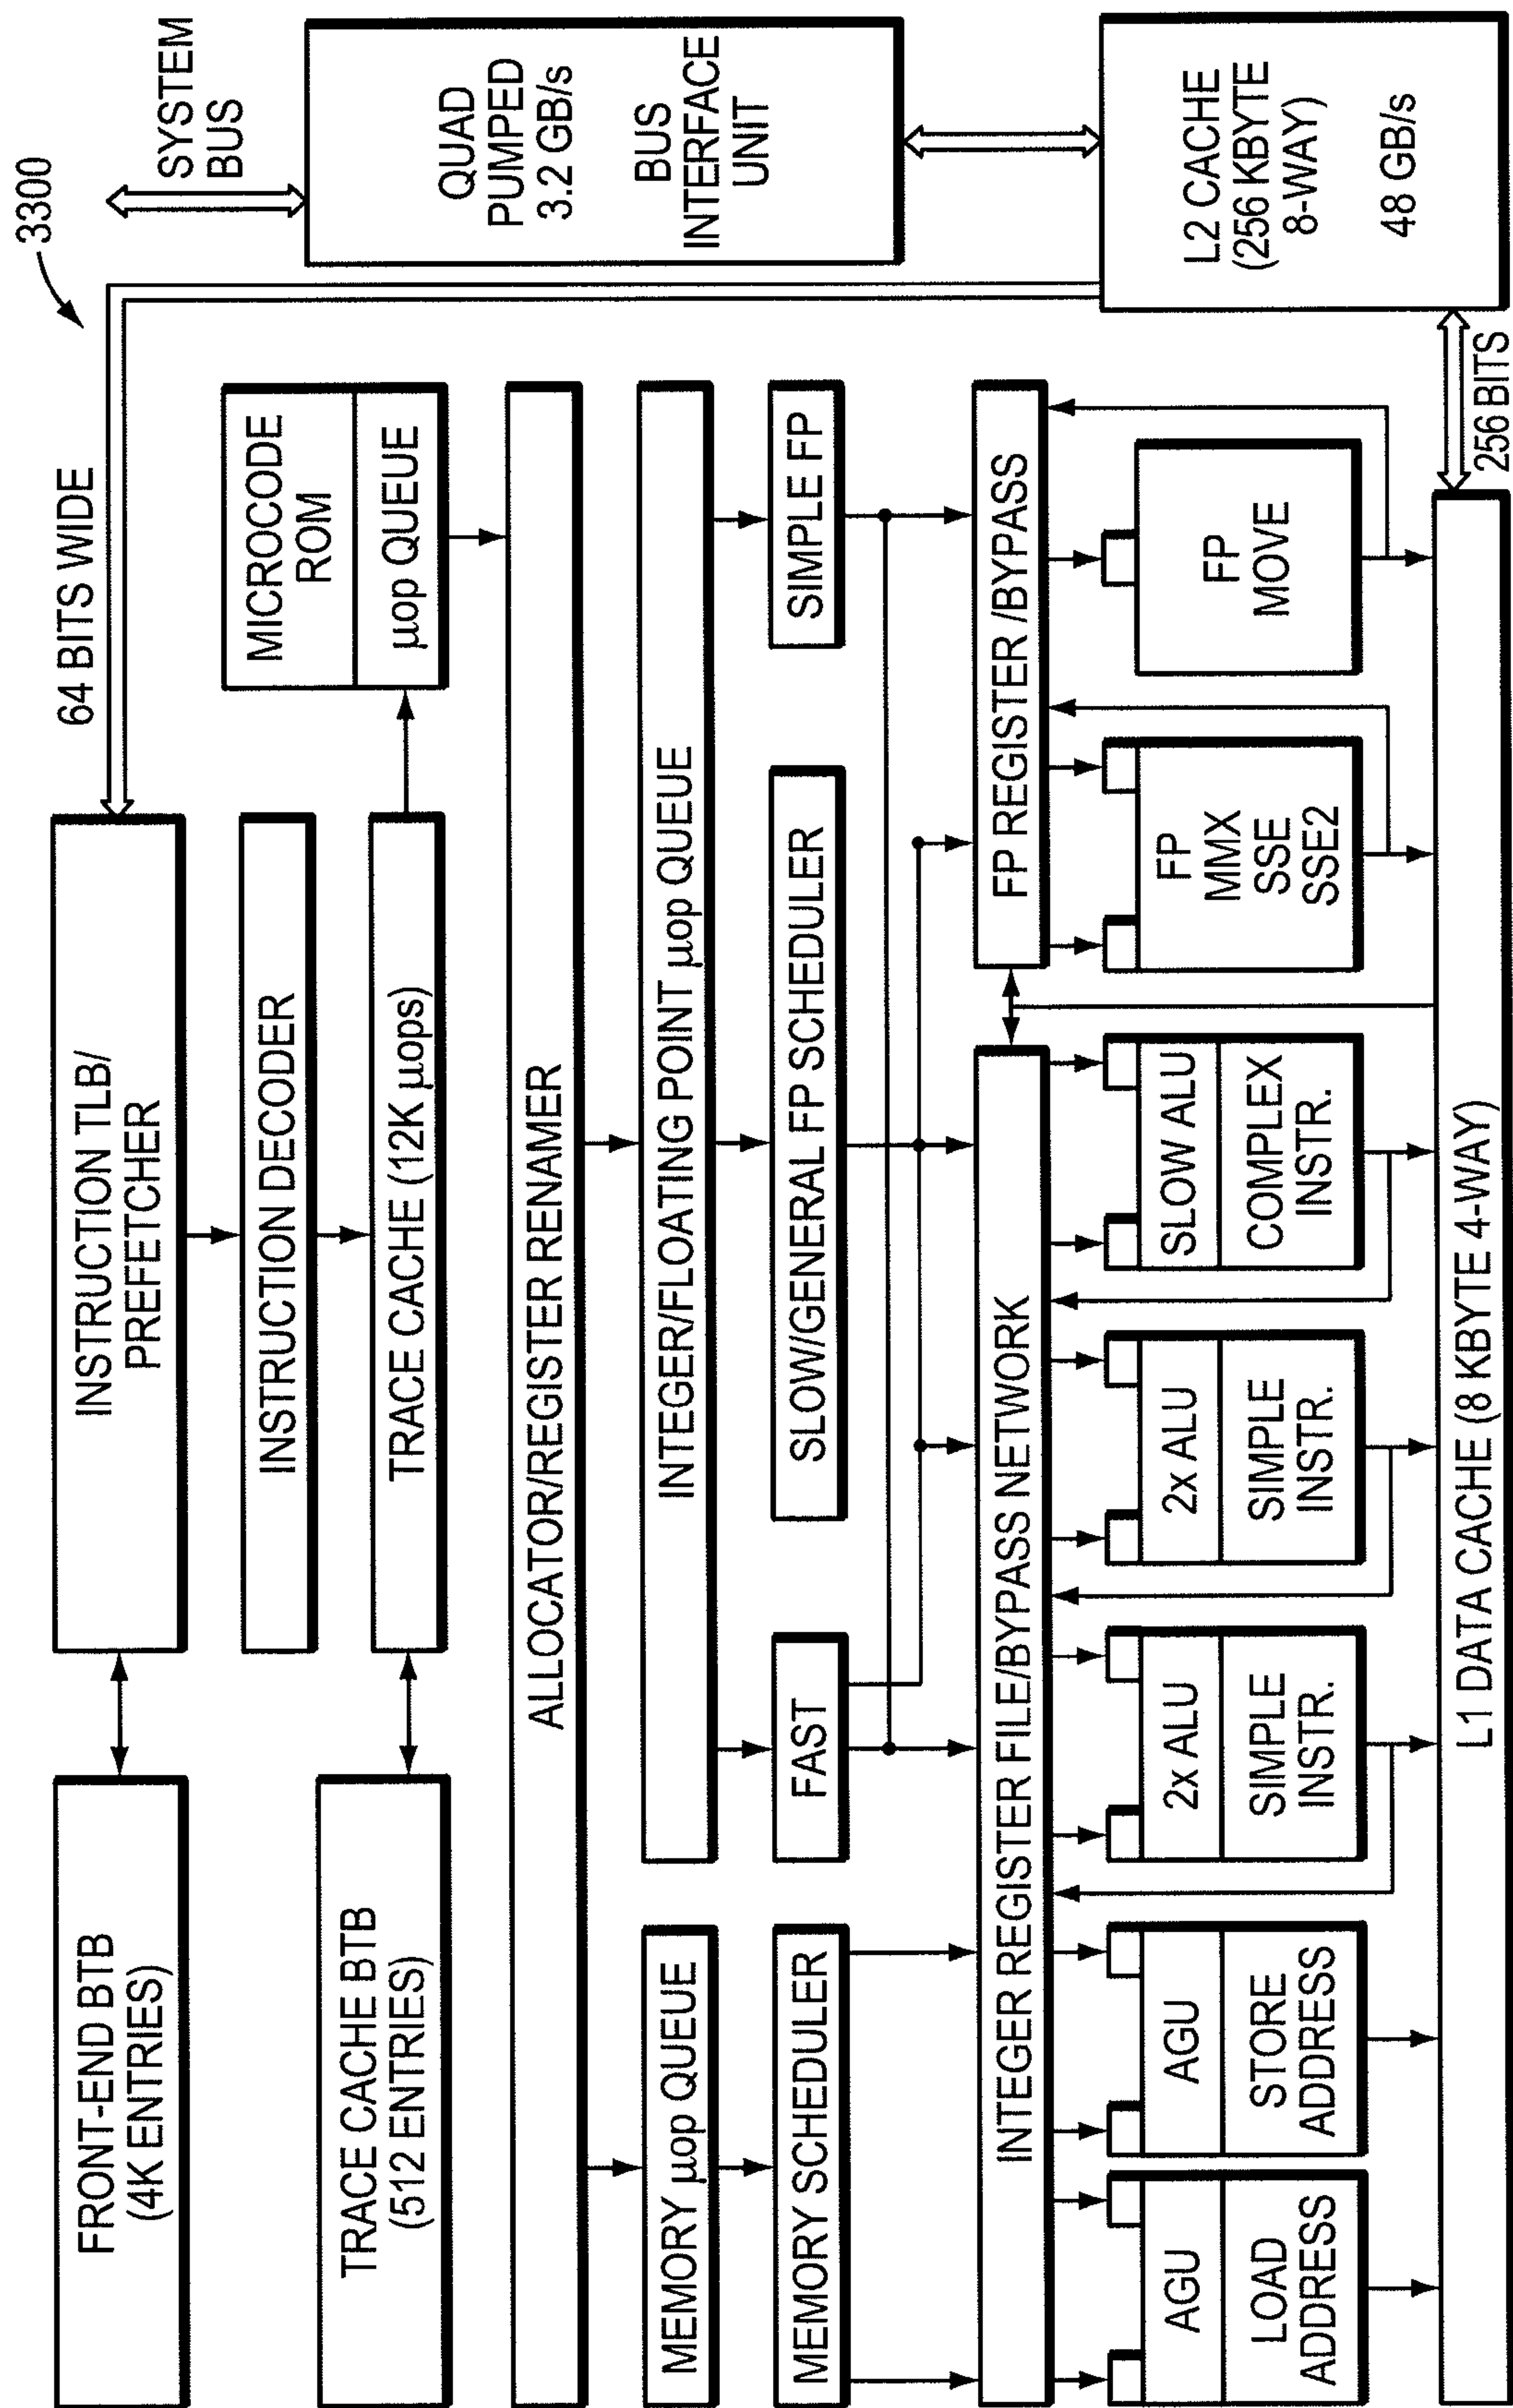 3300
64 BITS WIDE
SYSTEM
BUS
FRONT-END BTB
(4K ENTRIES)
INSTRUCTION TLB/
PREFETCHER
INSTRUCTION DECODER
TRACE CACHE BTB
(512 ENTRIES)
TRACE CACHE (12K µops)
MICROCODE
ROM
µop QUEUE
QUAD
PUMPED
3.2 GB/s
BUS
INTERFACE
UNIT
ALLOCATOR/REGISTER RENAMER
MEMORY µop QUEUE
INTEGER/FLOATING POINT µop QUEUE
MEMORY SCHEDULER
FAST
SLOW/GENERAL FP SCHEDULER
SIMPLE FP
INTEGER REGISTER FILE/BYPASS NETWORK
FP REGISTER /BYPASS
AGU
LOAD
ADDRESS
AGU
STORE
ADDRESS
2x ALU
SIMPLE
INSTR.
2x ALU
SIMPLE
INSTR.
SLOW ALU
COMPLEX
INSTR.
FP
MMX
SSE
SSE2
FP
MOVE
L2 CACHE
(256 KBYTE
8-WAY)
48 GB/s
L1 DATA CACHE (8 KBYTE 4-WAY)
256 BITS